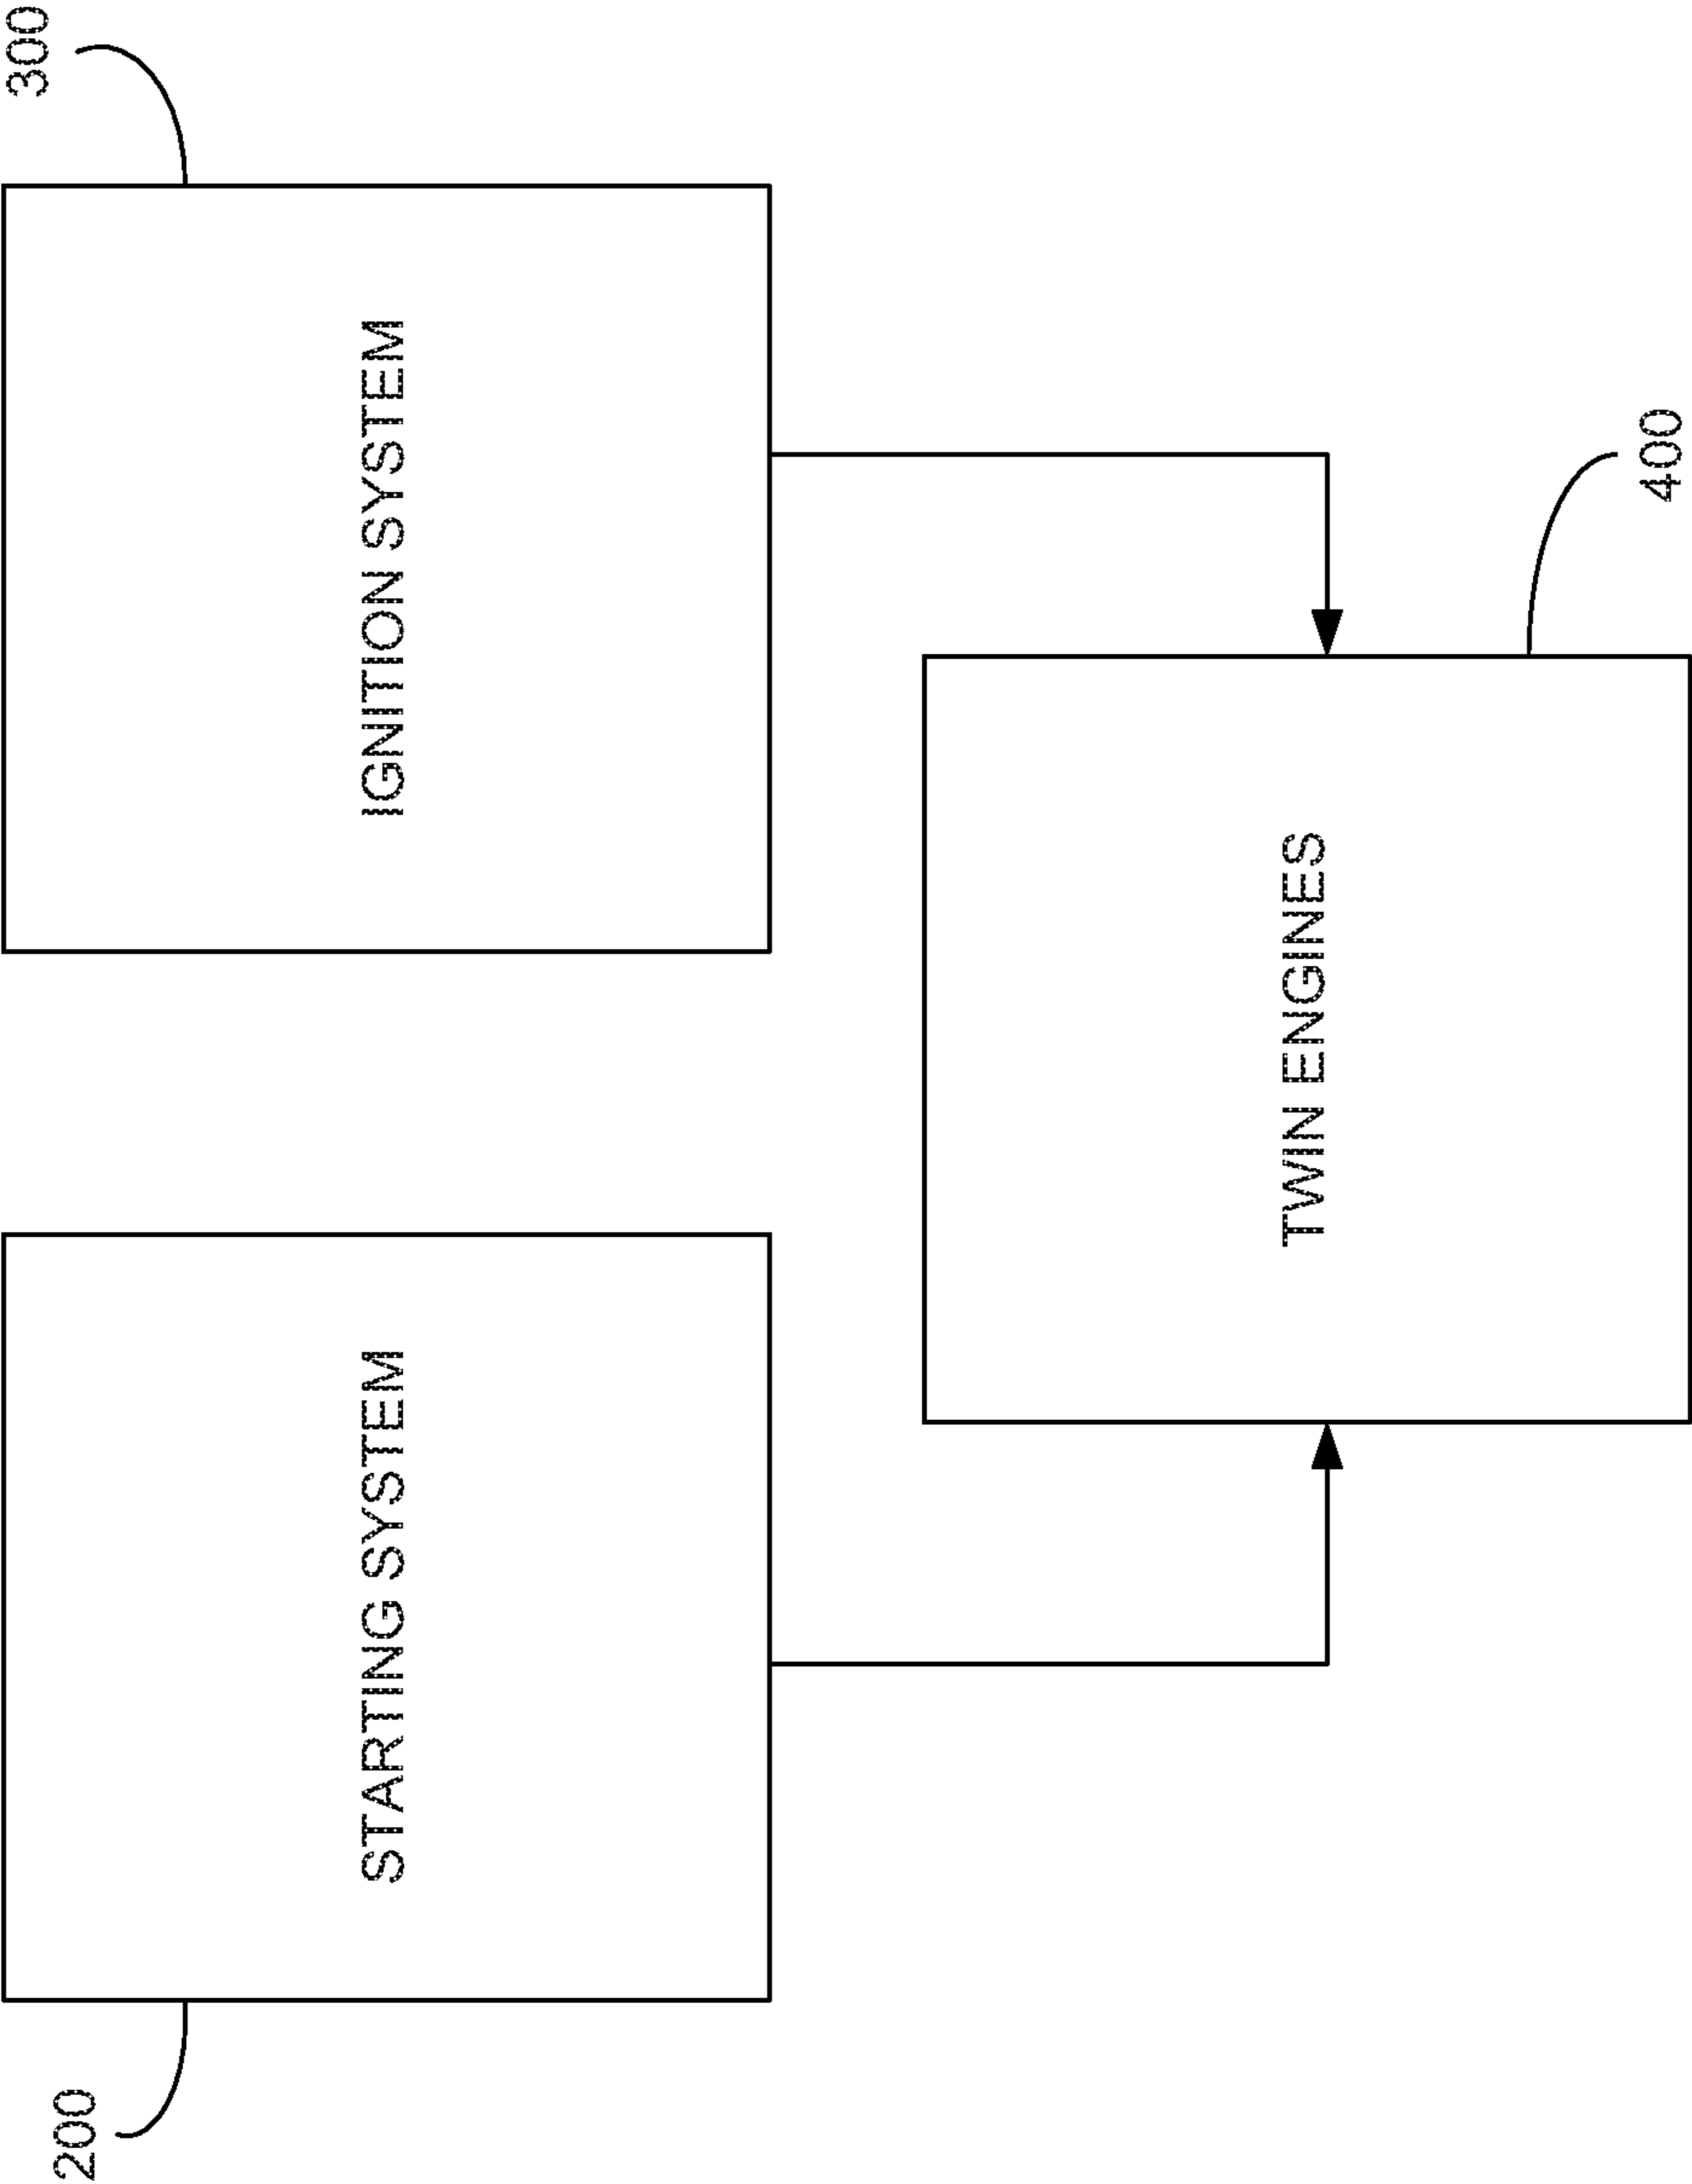 200
STARTING SYSTEM
IGNITION SYSTEM
300
TWIN ENGINES
400